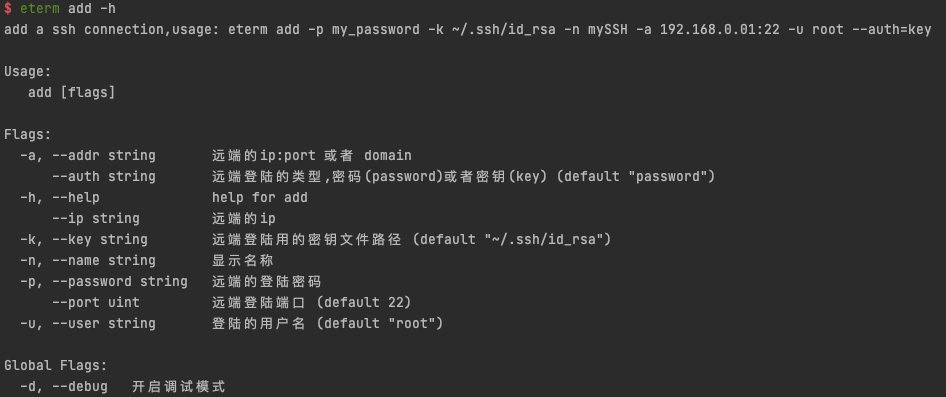 $ eterm add -h
add a ssh connection,usage: eterm add -p my_password -k ~/.ssh/id_rsa -n mySSH -a 192.168.0.01:22 -u root --auth=key
Usage:
add [flags]
Flags:
-a, --addr string 远端的ip:port 或者 domain
--auth string 远端登陆的类型,密码(password)或者密钥(key) (default "password")
-h, --help help for add
--ip string 远端的ip
-k, --key string 远端登陆用的密钥文件路径 (default "~/.ssh/id_rsa")
-n, --name string 显示名称
-p, --password string 远端的登陆密码
--port uint 远端登陆端口 (default 22)
-u, --user string 登陆的用户名 (default "root")
Global Flags:
-d, --debug 开启调试模式